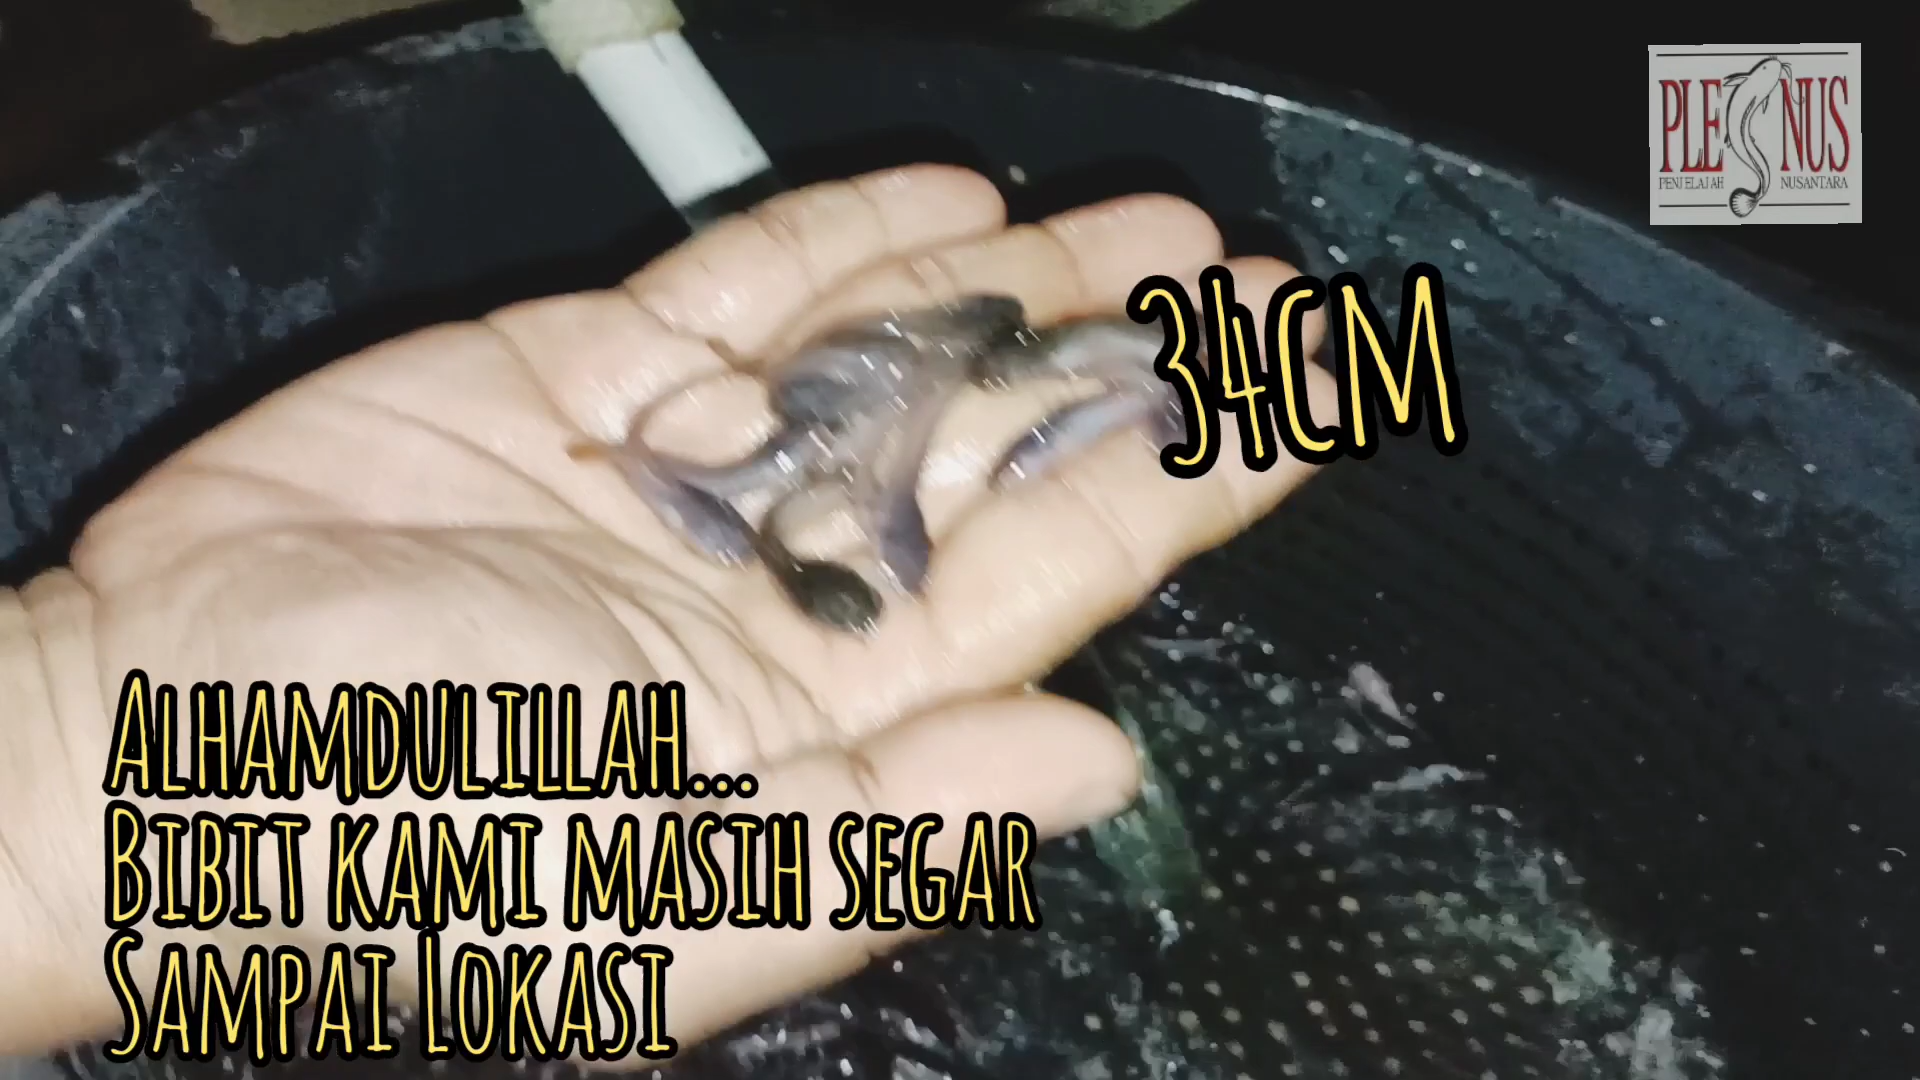 PLE NUS
PENJELAJAH NUSANTARA
34cm
Alhamdulillah...
Bibit kami masih segar
Sampai Lokasi